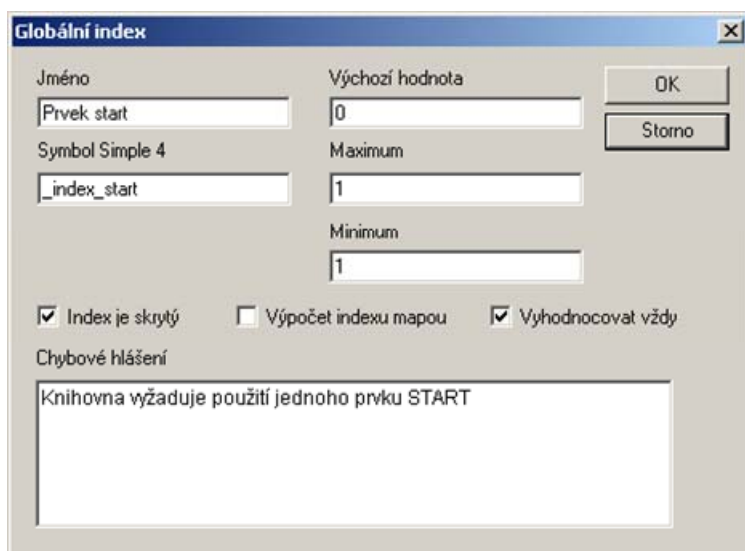 Globální index
Jméno
Prvek start
Symbol Simple 4
_index_start
Výchozí hodnota
0
Maximum
1
Minimum
1
OK
Storno
Index je skrytý
Výpočet indexu mapou
Vyhodnocovat vždy
Chybové hlášení
Knihovna vyžaduje použití jednoho prvku START